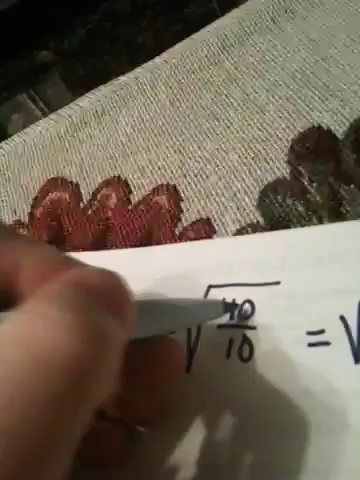 √40/10 = √